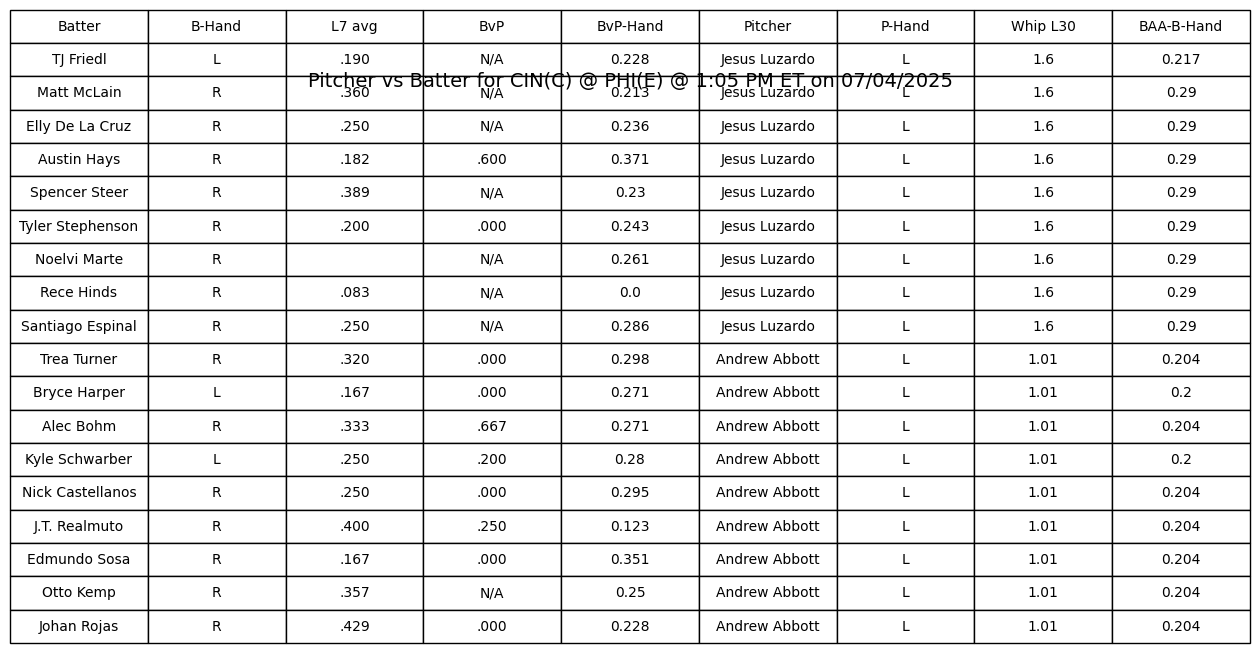 Batter B-Hand L7 avg BvP BvP-Hand Pitcher P-Hand Whip L30 BAA-B-Hand
TJ Friedl L .190 N/A 0.228 Jesus Luzardo L 1.6 0.217
Pitcher vs Batter for CIN(C) @ PHI(E) @ 1:05 PM ET on 07/04/2025
Matt McLain R .360 N/A 0.213 Jesus Luzardo L 1.6 0.29
Elly De La Cruz R .250 N/A 0.236 Jesus Luzardo L 1.6 0.29
Austin Hays R .182 .600 0.371 Jesus Luzardo L 1.6 0.29
Spencer Steer R .389 N/A 0.23 Jesus Luzardo L 1.6 0.29
Tyler Stephenson R .200 .000 0.243 Jesus Luzardo L 1.6 0.29
Noelvi Marte R N/A 0.261 Jesus Luzardo L 1.6 0.29
Rece Hinds R .083 N/A 0.0 Jesus Luzardo L 1.6 0.29
Santiago Espinal R .250 N/A 0.286 Jesus Luzardo L 1.6 0.29
Trea Turner R .320 .000 0.298 Andrew Abbott L 1.01 0.204
Bryce Harper L .167 .000 0.271 Andrew Abbott L 1.01 0.2
Alec Bohm R .333 .667 0.271 Andrew Abbott L 1.01 0.204
Kyle Schwarber L .250 .200 0.28 Andrew Abbott L 1.01 0.2
Nick Castellanos R .250 .000 0.295 Andrew Abbott L 1.01 0.204
J.T. Realmuto R .400 .250 0.123 Andrew Abbott L 1.01 0.204
Edmundo Sosa R .167 .000 0.351 Andrew Abbott L 1.01 0.204
Otto Kemp R .357 N/A 0.25 Andrew Abbott L 1.01 0.204
Johan Rojas R .429 .000 0.228 Andrew Abbott L 1.01 0.204